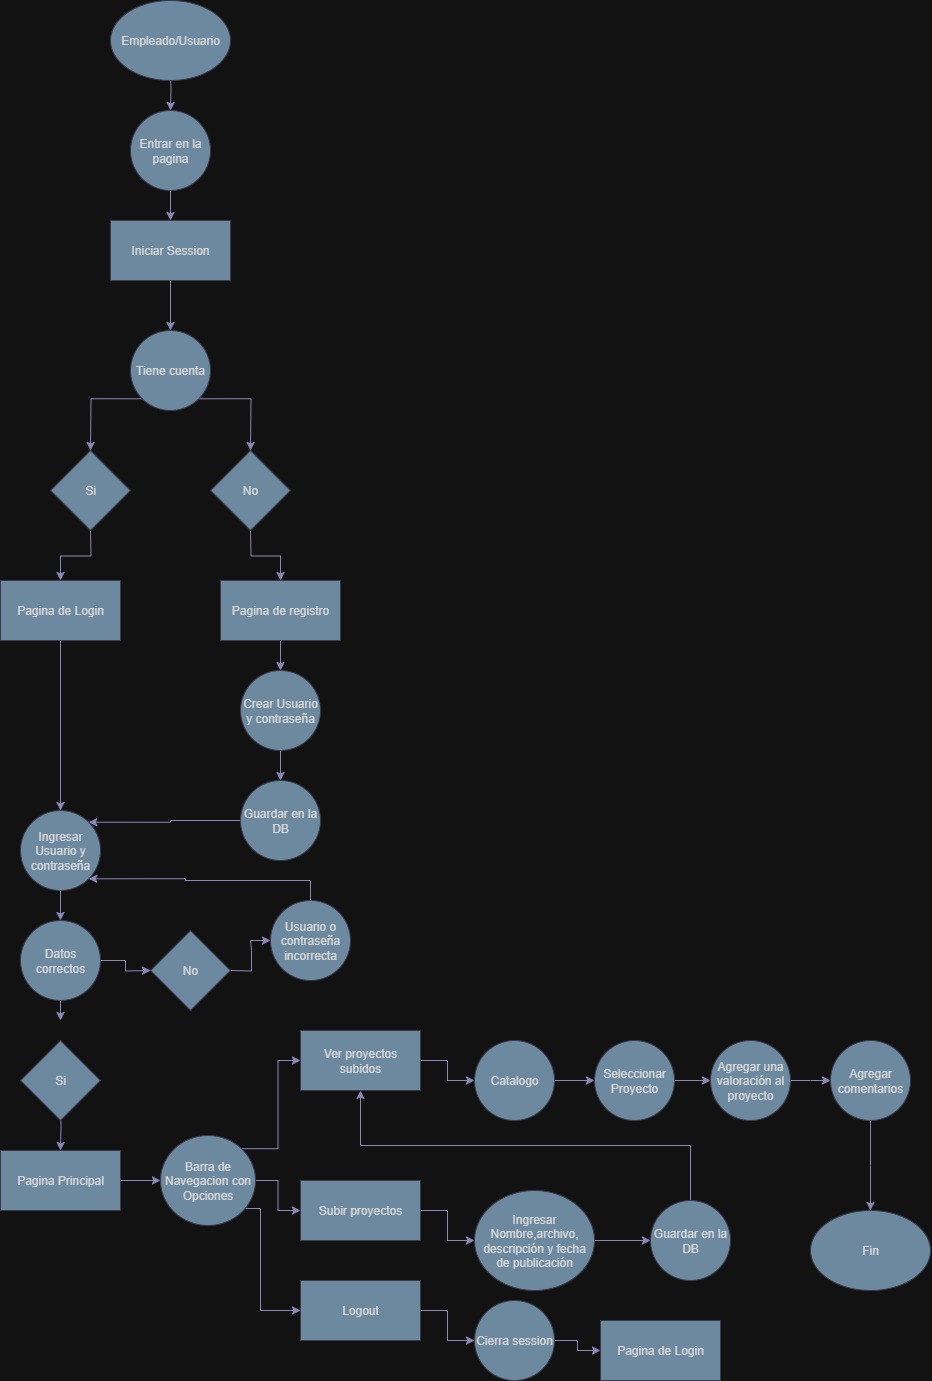 Empleado/Usuario
Entrar en la
pagina
Iniciar Session
Tiene cuenta
Si
No
Pagina de Login
Pagina de registro
Crear Usuario
y contraseña
Guardar en la
DB
Ingresar
Usuario y
contraseña
Usuario o
contraseña
incorrecta
Datos
correctos
No
Si
Ver proyectos
subidos
Catalogo
Seleccionar
Proyecto
Agregar una
valoración al
proyecto
Agregar
comentarios
Pagina Principal
Barra de
Navegacion con
Opciones
Subir proyectos
Ingresar
Nombre,archivo,
descripción y fecha
de publicación
Guardar en la
DB
Fin
Logout
Cierra session
Pagina de Login